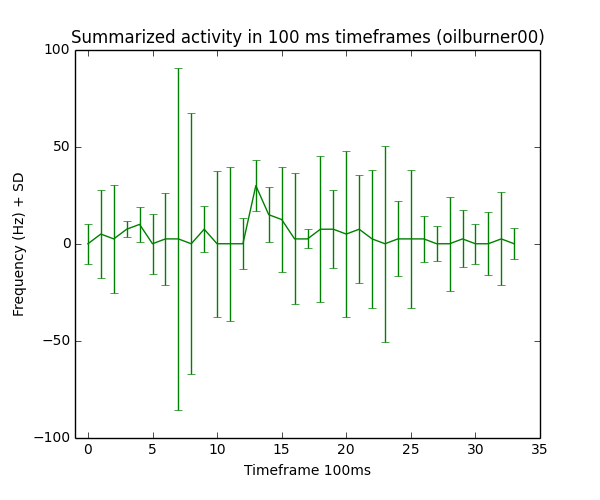 Summarized activity in 100 ms timeframes (oilburner00)
100
50
0
−50
−100
Frequency (Hz) + SD
0 5 10 15 20 25 30 35
Timeframe 100ms